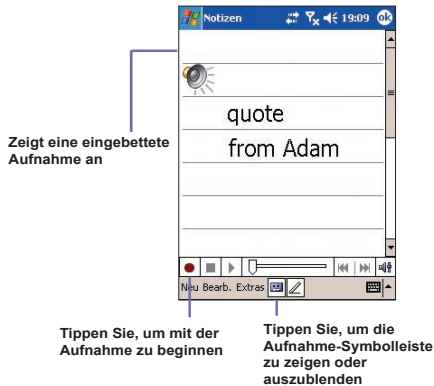 Notizen 19:09 ok
quote
from Adam
Zeigt eine eingebettete
Aufnahme an
Neu Bearb. Extras
Tippen Sie, um mit der
Aufnahme zu beginnen
Tippen Sie, um die
Aufnahme-Symbolleiste
zu zeigen oder
auszublenden